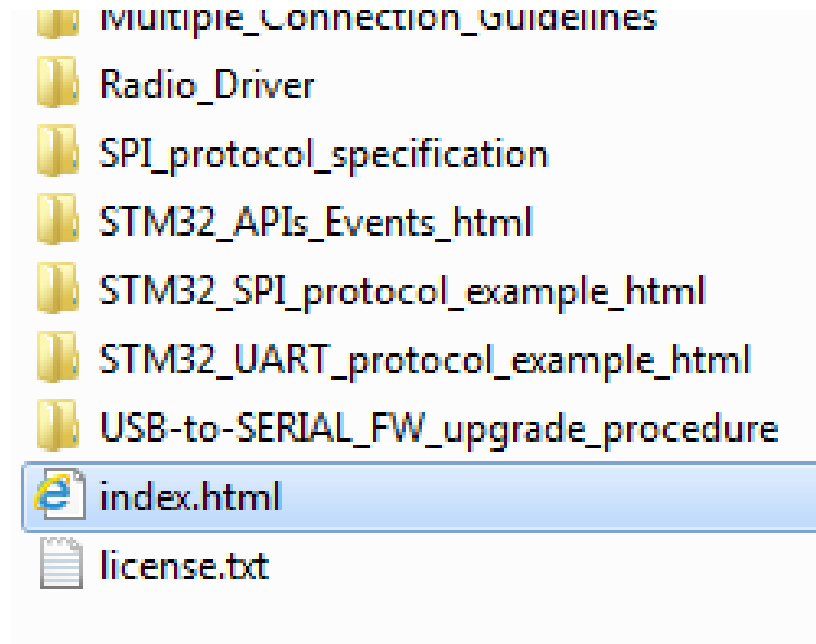 Multiple_Connection_Guidelines
Radio_Driver
SPI_protocol_specification
STM32_APIs_Events_html
STM32_SPI_protocol_example_html
STM32_UART_protocol_example_html
USB-to-SERIAL_FW_upgrade_procedure
index.html
license.txt